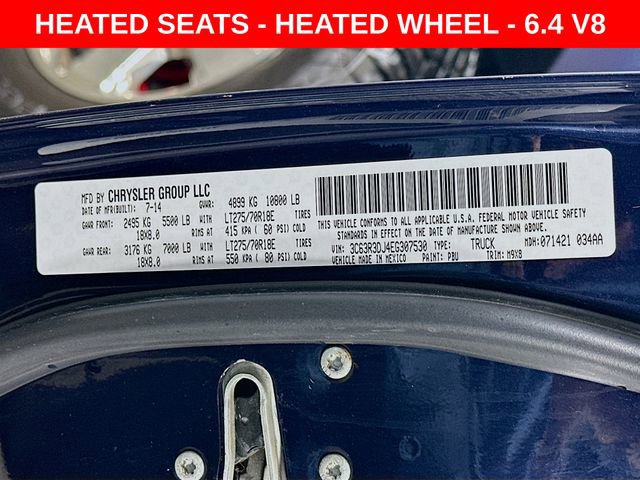 HEATED SEATS - HEATED WHEEL - 6.4 V8
MFD BY CHRYSLER GROUP LLC GVWR: 4899 KG 10800 LB
DATE OF MFR(BUILT): 7-14 LT275/70R18E TIRES
GAWR FRONT: 2495 KG 5500 LB WITH 415 KPA ( 60 PSI) COLD
18X8.0 RIMS AT
GAWR REAR: 3176 KG 7000 LB WITH LT275/70R18E TIRES
18X8.0 RIMS AT 550 KPA ( 80 PSI) COLD
THIS VEHICLE CONFORMS TO ALL APPLICABLE U.S.A. FEDERAL MOTOR VEHICLE SAFETY
STANDARDS IN EFFECT ON THE DATE OF MANUFACTURE SHOWN ABOVE.
VIN: 3C63R3DJ4EG307530 TYPE: TRUCK MDH:071421 034AA
VEHICLE MADE IN MEXICO PAINT: PBU TRIM: M9X8